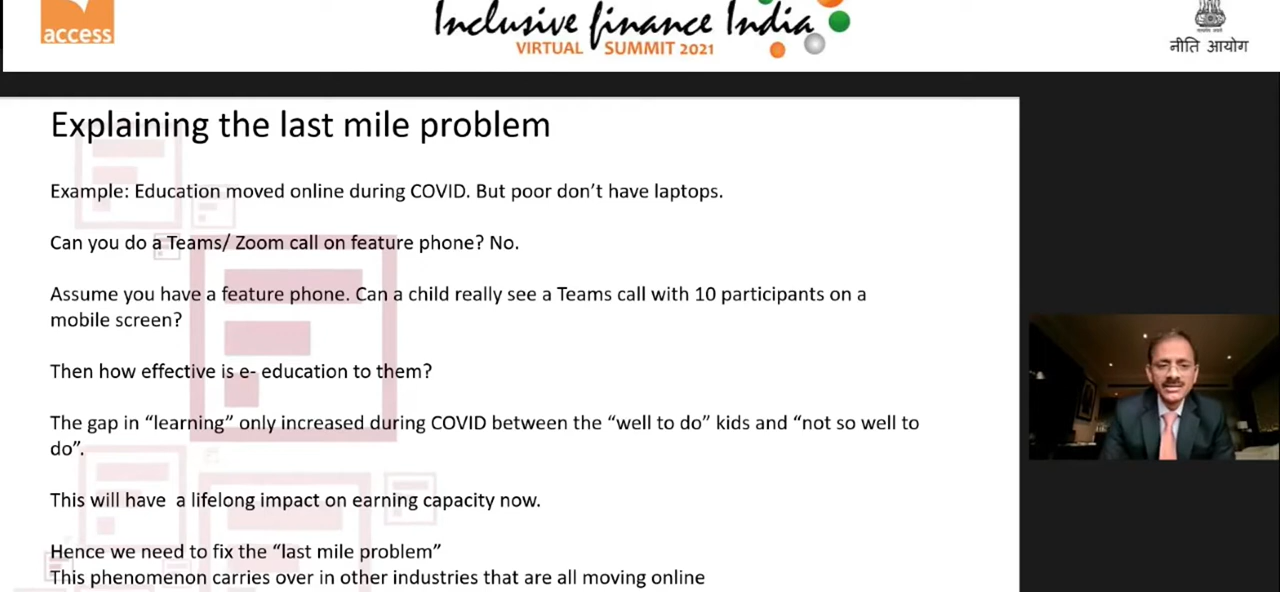 access
Inclusive finance India
VIRTUAL SUMMIT 2021
नीति आयोग
Explaining the last mile problem
Example: Education moved online during COVID. But poor don’t have laptops.
Can you do a Teams/ Zoom call on feature phone? No.
Assume you have a feature phone. Can a child really see a Teams call with 10 participants on a
mobile screen?
Then how effective is e- education to them?
The gap in “learning” only increased during COVID between the “well to do” kids and “not so well to
do”.
This will have  a lifelong impact on earning capacity now.
Hence we need to fix the “last mile problem”
This phenomenon carries over in other industries that are all moving online